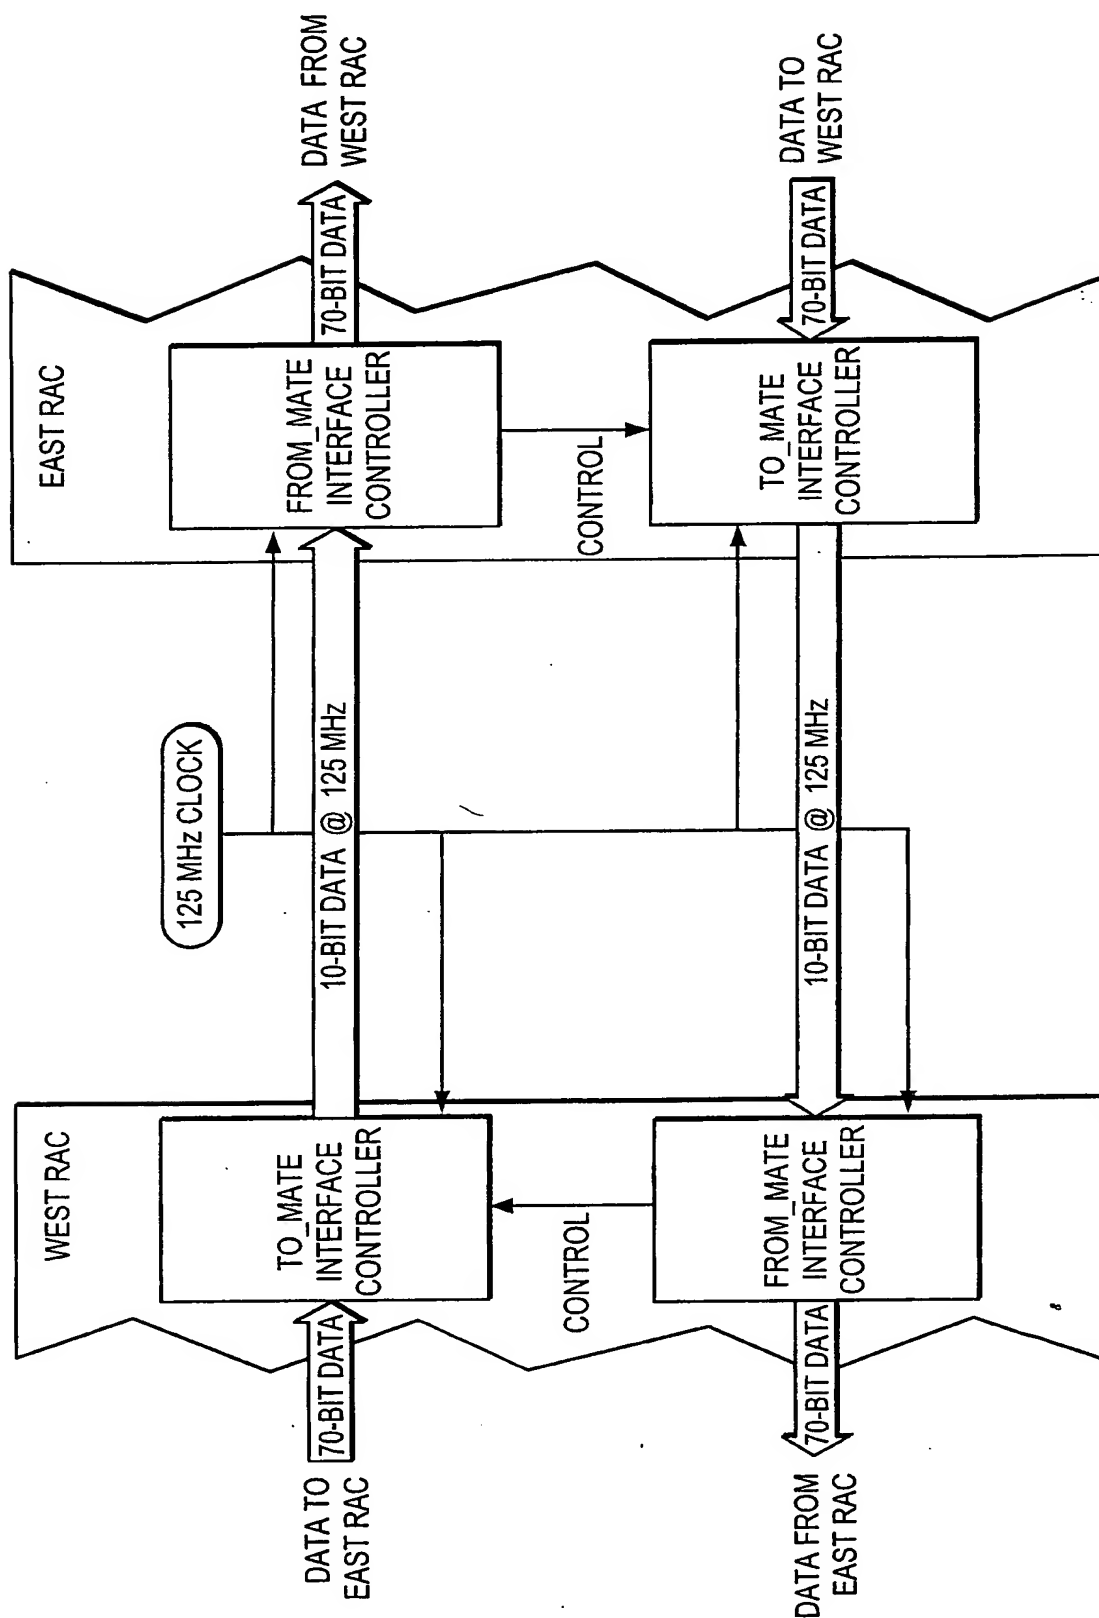 WEST RAC
EAST RAC
125 MHz CLOCK
DATA TO
EAST RAC
70-BIT DATA
TO_MATE
INTERFACE
CONTROLLER
10-BIT DATA @ 125 MHz
FROM_MATE
INTERFACE
CONTROLLER
70-BIT DATA
DATA FROM
WEST RAC
CONTROL
CONTROL
DATA FROM
EAST RAC
70-BIT DATA
FROM_MATE
INTERFACE
CONTROLLER
10-BIT DATA @ 125 MHz
TO_MATE
INTERFACE
CONTROLLER
70-BIT DATA
DATA TO
WEST RAC